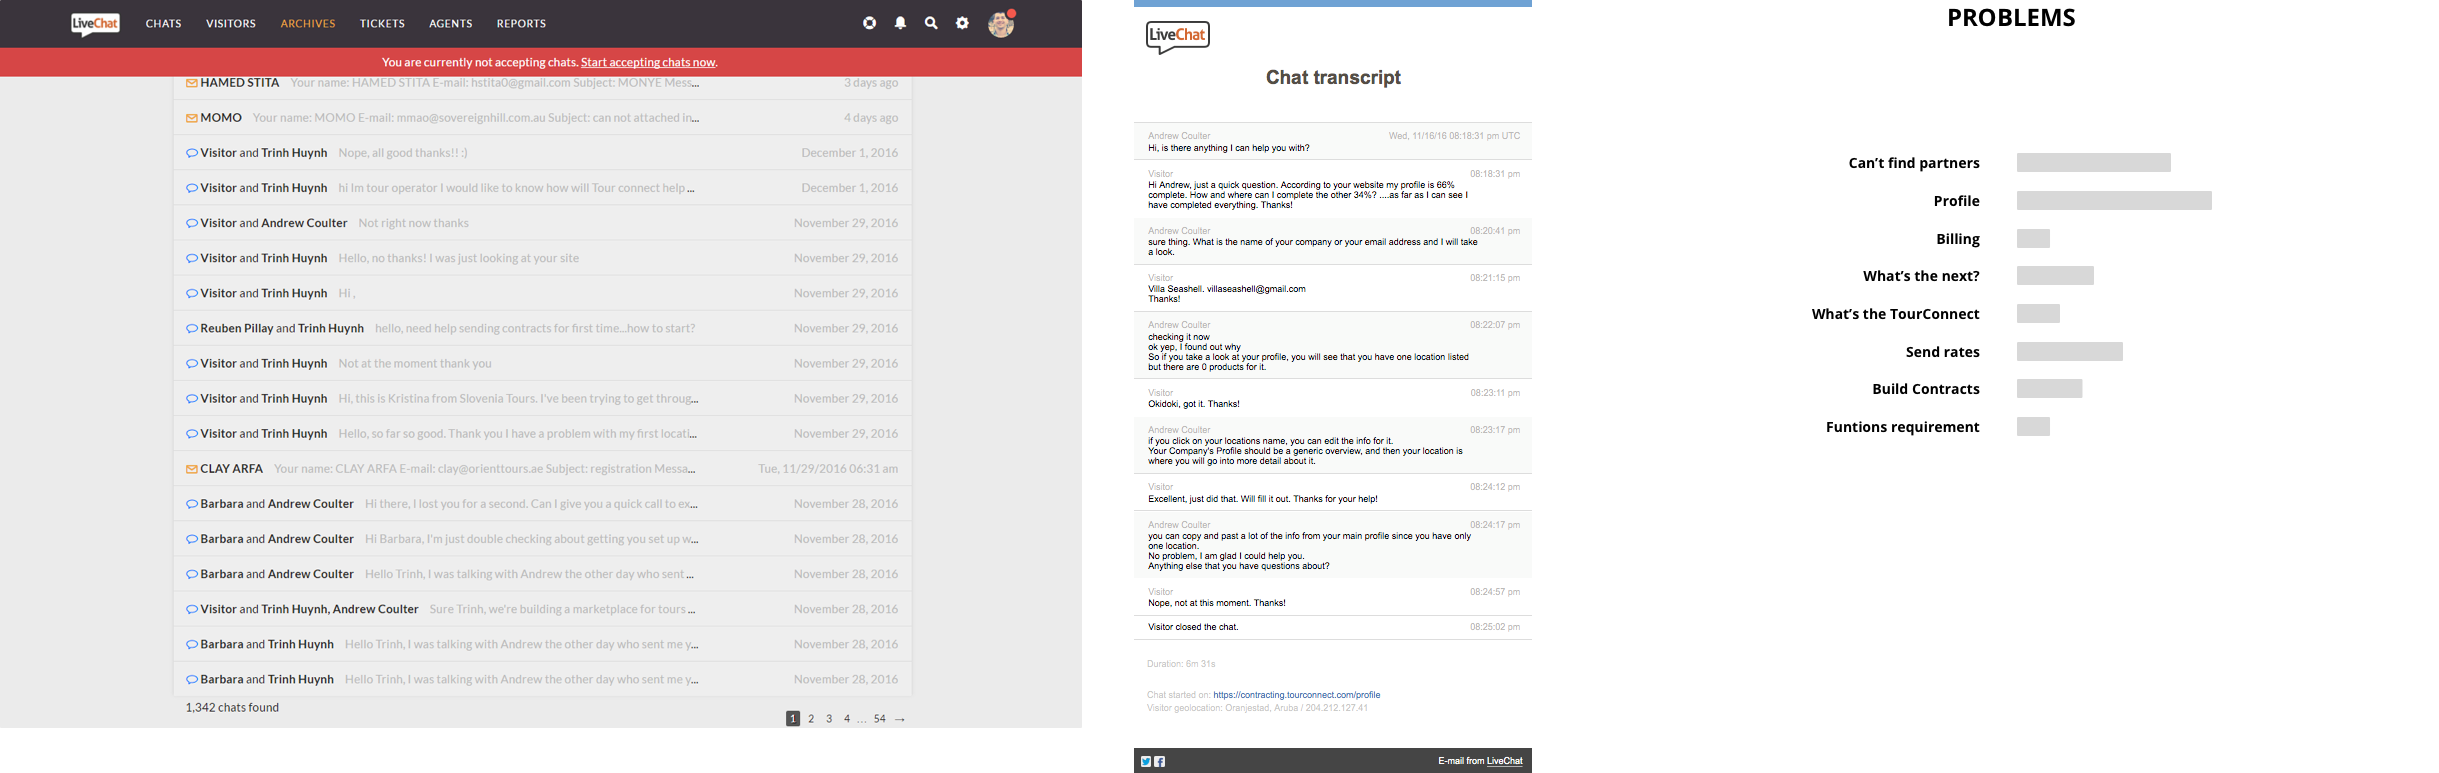 LiveChat CHATS VISITORS ARCHIVES TICKETS AGENTS REPORTS
You are currently not accepting chats. Start accepting chats now.
HAMED STITA Your name: HAMED STITA E-mail: hstita0@gmail.com Subject: MONYE Mess... 3 days ago
MOMO Your name: MOMO E-mail: mmao@sovereignhill.com.au Subject: can not attached in... 4 days ago
Visitor and Trinh Huynh Nope, all good thanks!! :) December 1, 2016
Visitor and Trinh Huynh hi Im tour operator I would like to know how will Tour connect help ... December 1, 2016
Visitor and Andrew Coulter Not right now thanks November 29, 2016
Visitor and Trinh Huynh Hello, no thanks! I was just looking at your site November 29, 2016
Visitor and Trinh Huynh Hi , November 29, 2016
Reuben Pillay and Trinh Huynh hello, need help sending contracts for first time...how to start? November 29, 2016
Visitor and Trinh Huynh Not at the moment thank you November 29, 2016
Visitor and Trinh Huynh Hi, this is Kristina from Slovenia Tours. I've been trying to get throug... November 29, 2016
Visitor and Trinh Huynh Hello, so far so good. Thank you I have a problem with my first locati... November 29, 2016
CLAY ARFA Your name: CLAY ARFA E-mail: clay@orienttours.ae Subject: registration Messa... Tue, 11/29/2016 06:31 am
Barbara and Andrew Coulter Hi there, I lost you for a second. Can I give you a quick call to ex... November 28, 2016
Barbara and Andrew Coulter Hi Barbara, I'm just double checking about getting you set up w... November 28, 2016
Barbara and Andrew Coulter Hello Trinh, I was talking with Andrew the other day who sent ... November 28, 2016
Visitor and Trinh Huynh, Andrew Coulter Sure Trinh, we're building a marketplace for tours ... November 28, 2016
Barbara and Trinh Huynh Hello Trinh, I was talking with Andrew the other day who sent me y... November 28, 2016
Barbara and Trinh Huynh Hello Trinh, I was talking with Andrew the other day who sent me y... November 28, 2016
1,342 chats found
1 2 3 4 ... 54 →
LiveChat
Chat transcript
Andrew Coulter Wed, 11/16/16 08:18:31 pm UTC
Hi, is there anything I can help you with?
Visitor 08:18:31 pm
Hi Andrew, just a quick question. According to your website my profile is 66%
complete. How and where can I complete the other 34%? ....as far as I can see I
have completed everything. Thanks!
Andrew Coulter 08:20:41 pm
sure thing. What is the name of your company or your email address and I will take
a look.
Visitor 08:21:15 pm
Villa Seashell. villaseashell@gmail.com
Thanks!
Andrew Coulter 08:22:07 pm
checking it now
ok yep, I found out why
So if you take a look at your profile, you will see that you have one location listed
but there are 0 products for it.
Visitor 08:23:11 pm
Okidoki, got it. Thanks!
Andrew Coulter 08:23:17 pm
if you click on your locations name, you can edit the info for it.
Your Company's Profile should be a generic overview, and then your location is
where you will go into more detail about it.
Visitor 08:24:12 pm
Excellent, just did that. Will fill it out. Thanks for your help!
Andrew Coulter 08:24:17 pm
you can copy and past a lot of the info from your main profile since you have only
one location.
No problem, I am glad I could help you.
Anything else that you have questions about?
Visitor 08:24:57 pm
Nope, not at this moment. Thanks!
Visitor closed the chat. 08:25:02 pm
Duration: 6m 31s
Chat started on: https://contracting.tourconnect.com/profile
Visitor geolocation: Oranjestad, Aruba / 204.212.127.41
E-mail from LiveChat
PROBLEMS
Can't find partners
Profile
Billing
What's the next?
What's the TourConnect
Send rates
Build Contracts
Funtions requirement